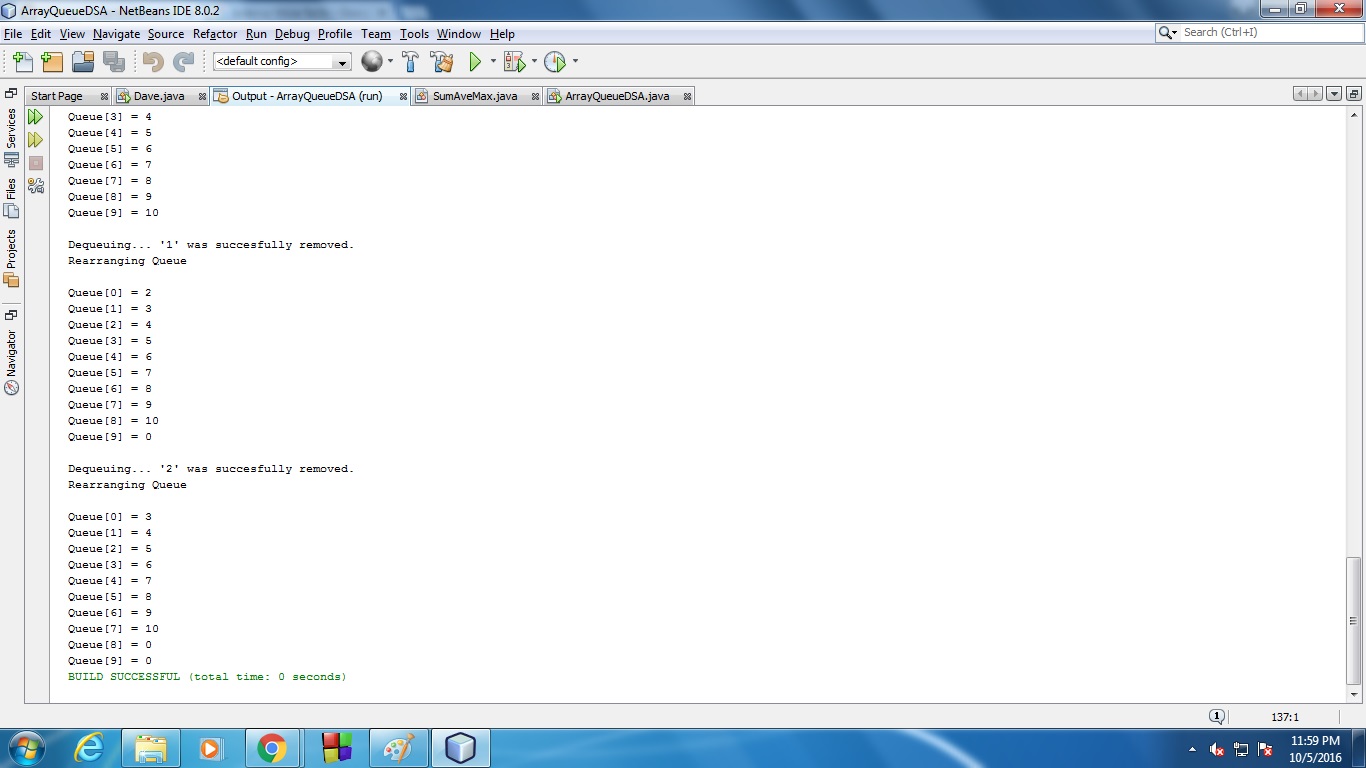 ArrayQueueDSA - NetBeans IDE 8.0.2
File Edit View Navigate Source Refactor Run Debug Profile Team Tools Window Help
Search (Ctrl+I)
<default config>
Start Page Dave.java Output - ArrayQueueDSA (run) SumAveMax.java ArrayQueueDSA.java
Services
Files
Projects
Navigator
Queue[3] = 4
Queue[4] = 5
Queue[5] = 6
Queue[6] = 7
Queue[7] = 8
Queue[8] = 9
Queue[9] = 10
Dequeuing... '1' was succesfully removed.
Rearranging Queue
Queue[0] = 2
Queue[1] = 3
Queue[2] = 4
Queue[3] = 5
Queue[4] = 6
Queue[5] = 7
Queue[6] = 8
Queue[7] = 9
Queue[8] = 10
Queue[9] = 0
Dequeuing... '2' was succesfully removed.
Rearranging Queue
Queue[0] = 3
Queue[1] = 4
Queue[2] = 5
Queue[3] = 6
Queue[4] = 7
Queue[5] = 8
Queue[6] = 9
Queue[7] = 10
Queue[8] = 0
Queue[9] = 0
BUILD SUCCESSFUL (total time: 0 seconds)
1
137:1
11:59 PM
10/5/2016